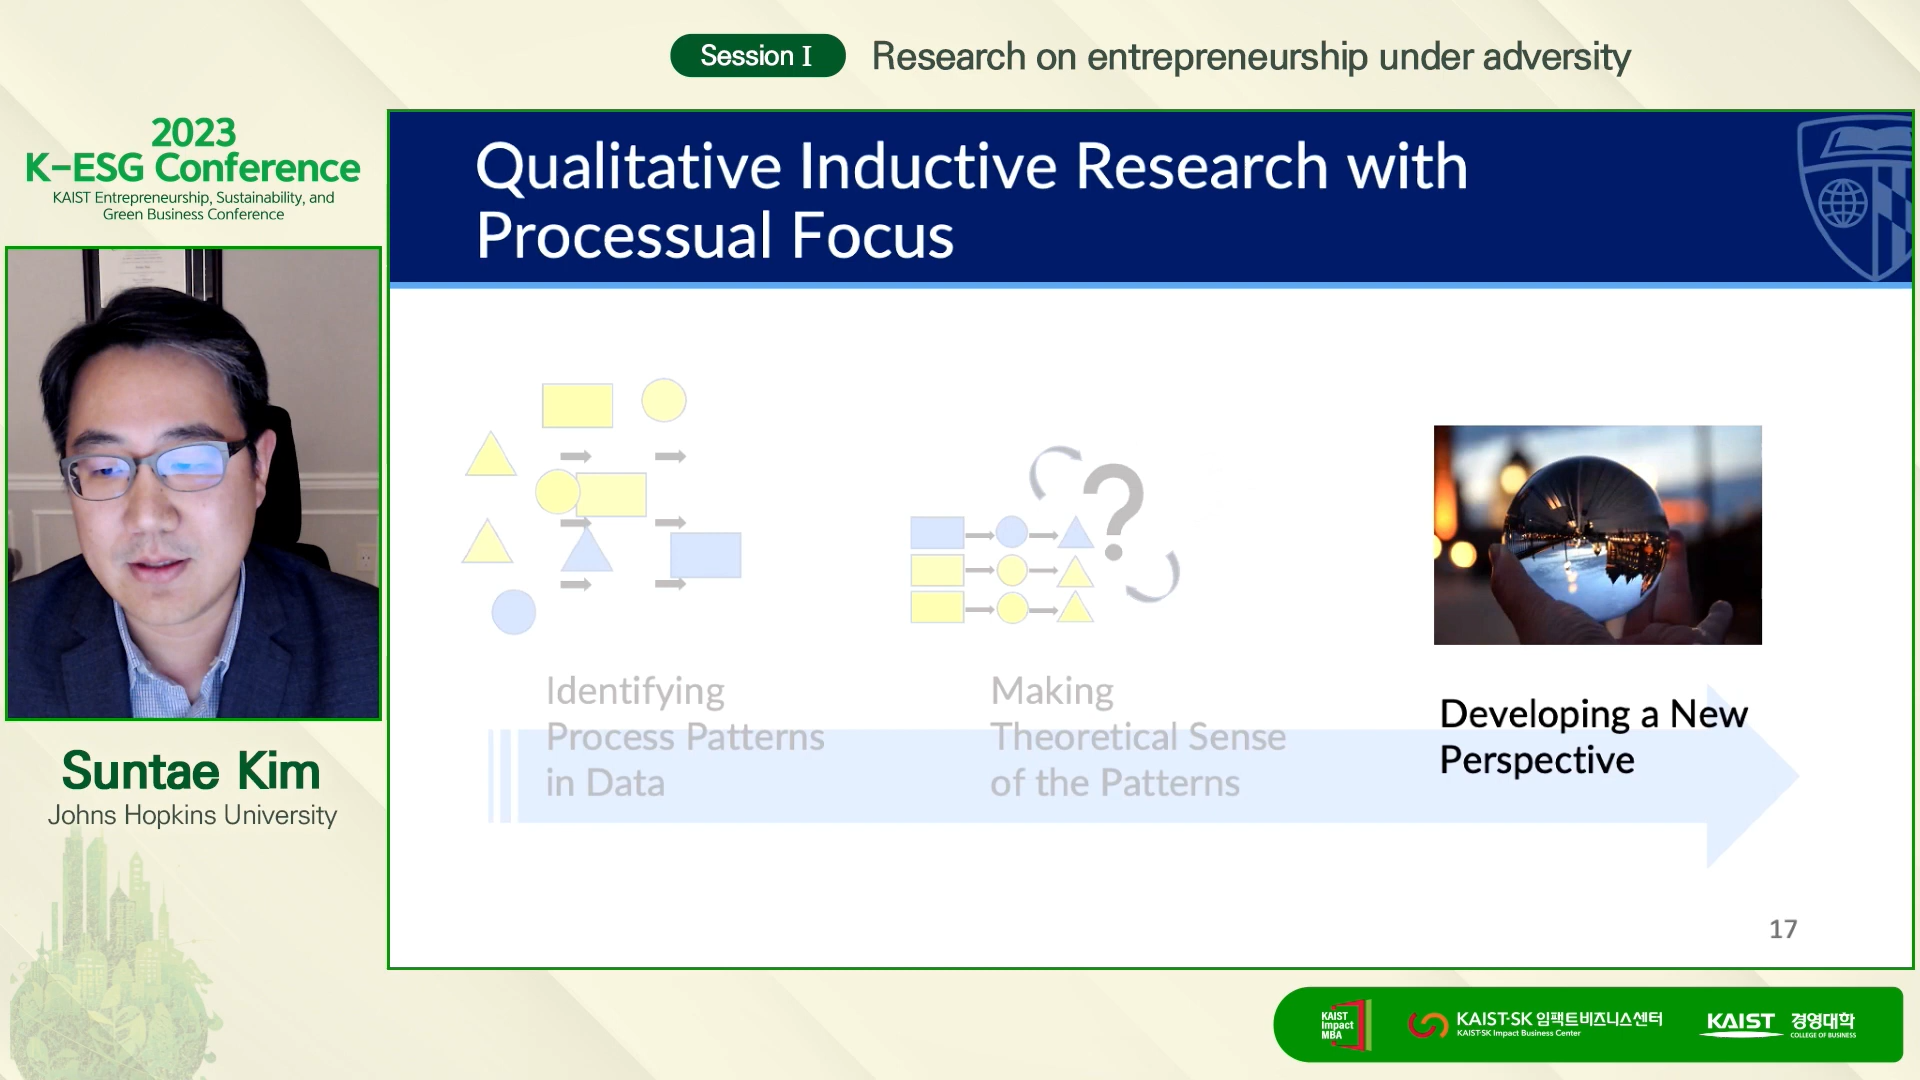 Session I
Research on entrepreneurship under adversity
2023
K-ESG Conference
KAIST Entrepreneurship, Sustainability, and
Green Business Conference
Qualitative Inductive Research with
Processual Focus
?
Identifying
Process Patterns
in Data
Making
Theoretical Sense
of the Patterns
Developing a New
Perspective
17
Suntae Kim
Johns Hopkins University
KAIST
Impact
MBA
KAIST-SK 임팩트비즈니스센터
KAIST-SK Impact Business Center
KAIST
경영대학
COLLEGE OF BUSINESS